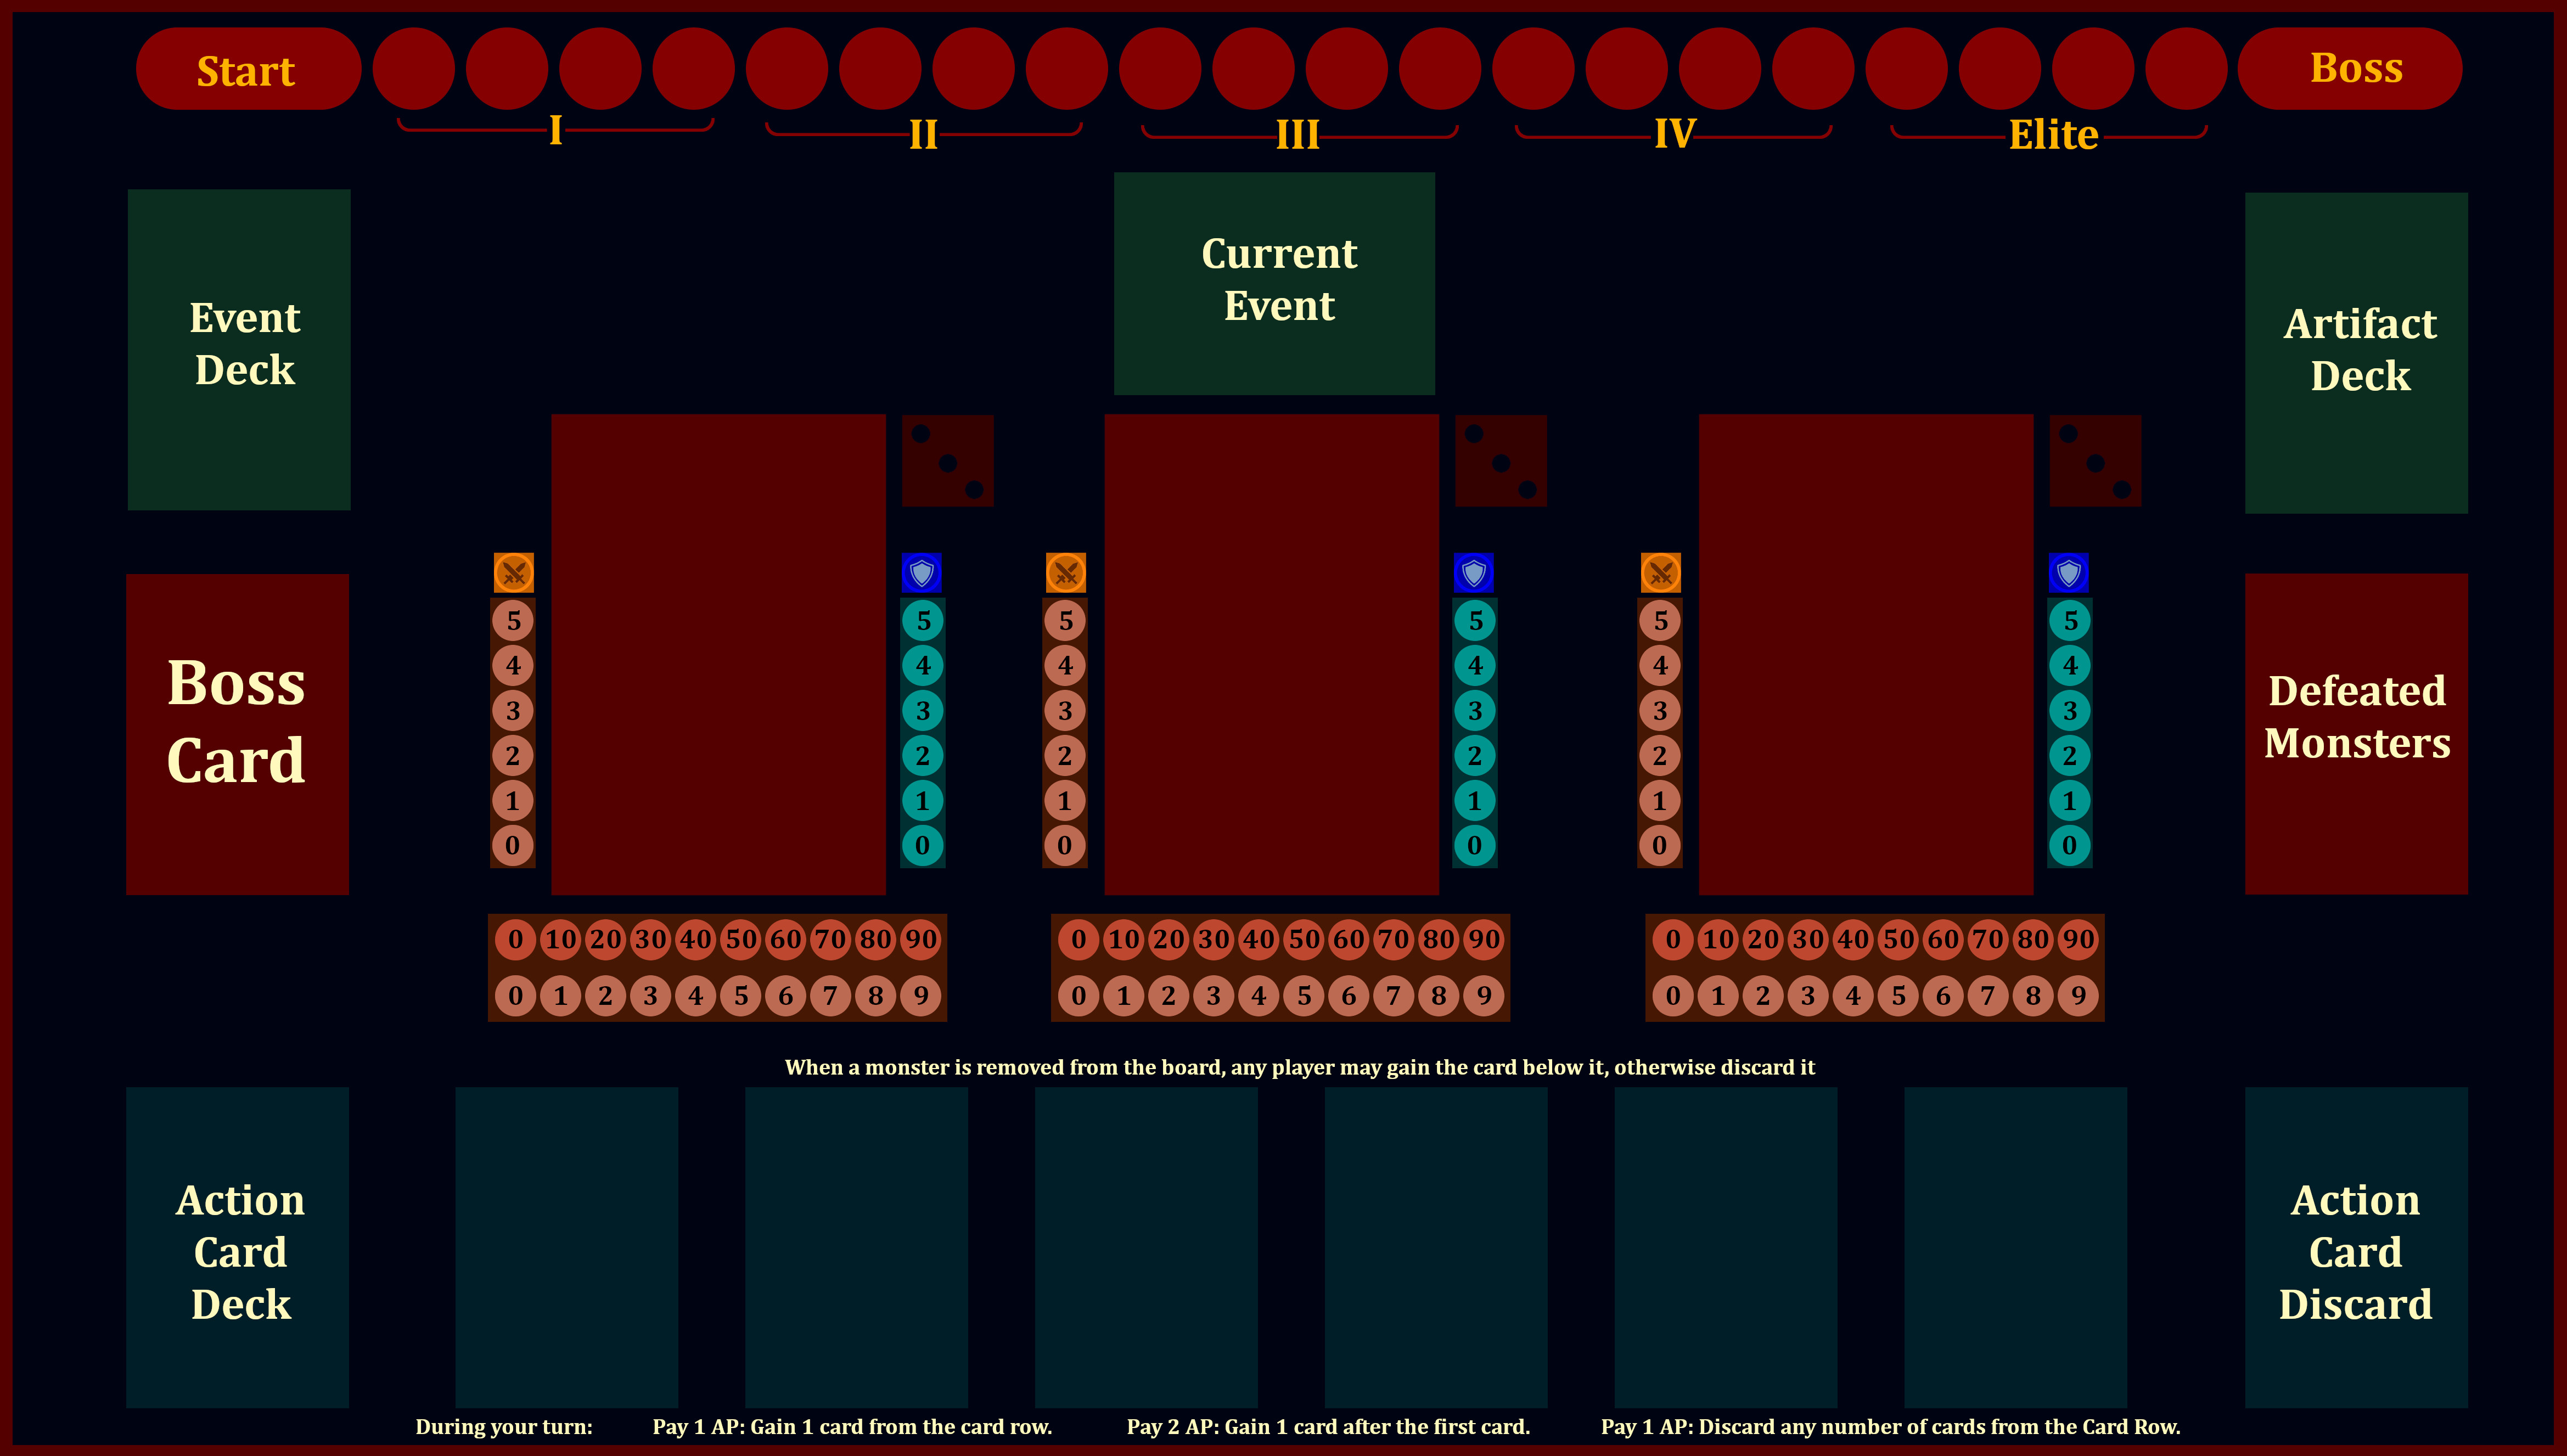 Start
Boss
I
II
III
IV
Elite
Event
Deck
Current
Event
Artifact
Deck
Boss
Card
5
4
3
2
1
0
5
4
3
2
1
0
5
4
3
2
1
0
5
4
3
2
1
0
5
4
3
2
1
0
5
4
3
2
1
0
Defeated
Monsters
0 10 20 30 40 50 60 70 80 90
0 1 2 3 4 5 6 7 8 9
0 10 20 30 40 50 60 70 80 90
0 1 2 3 4 5 6 7 8 9
0 10 20 30 40 50 60 70 80 90
0 1 2 3 4 5 6 7 8 9
When a monster is removed from the board, any player may gain the card below it, otherwise discard it
Action
Card
Deck
Action
Card
Discard
During your turn:
Pay 1 AP: Gain 1 card from the card row.
Pay 2 AP: Gain 1 card after the first card.
Pay 1 AP: Discard any number of cards from the Card Row.